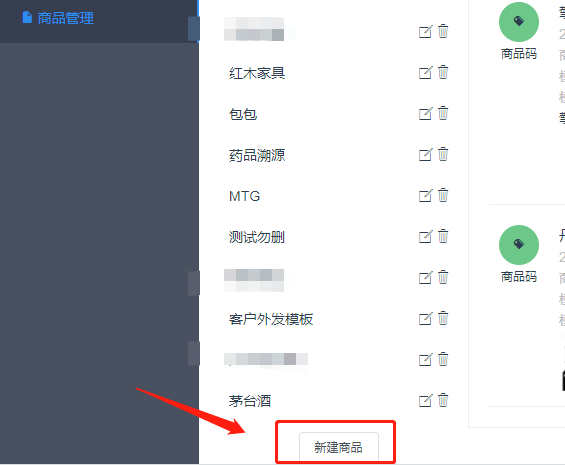 商品管理
红木家具
包包
药品溯源
MTG
测试勿删
客户外发模板
茅台酒
新建商品
商品码
商品码